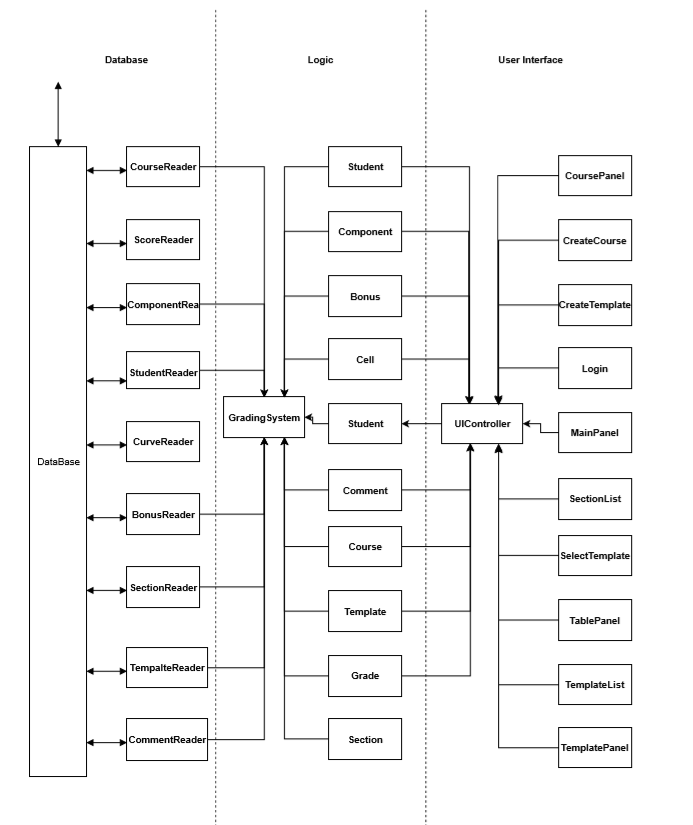 Database
Logic
User Interface
DataBase
CourseReader
ScoreReader
ComponentRea
StudentReader
CurveReader
BonusReader
SectionReader
TempalteReader
CommentReader
GradingSystem
Student
Component
Bonus
Cell
Student
Comment
Course
Template
Grade
Section
UIController
CoursePanel
CreateCourse
CreateTemplate
Login
MainPanel
SectionList
SelectTemplate
TablePanel
TemplateList
TemplatePanel